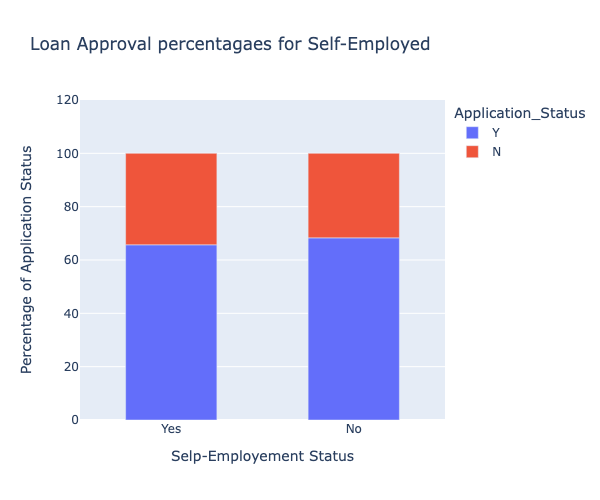 Loan Approval percentagaes for Self-Employed
Application_Status
Y
N
Percentage of Application Status
120
100
80
60
40
20
0
Yes
No
Selp-Employement Status